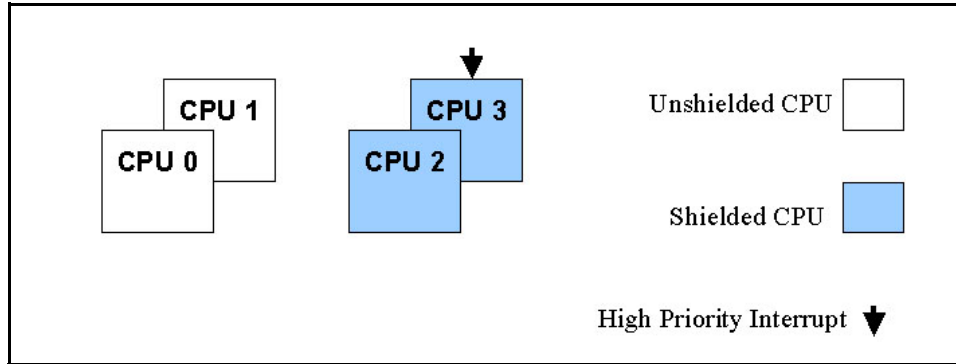 CPU 1
CPU 0
CPU 3
CPU 2
Unshielded CPU
Shielded CPU
High Priority Interrupt